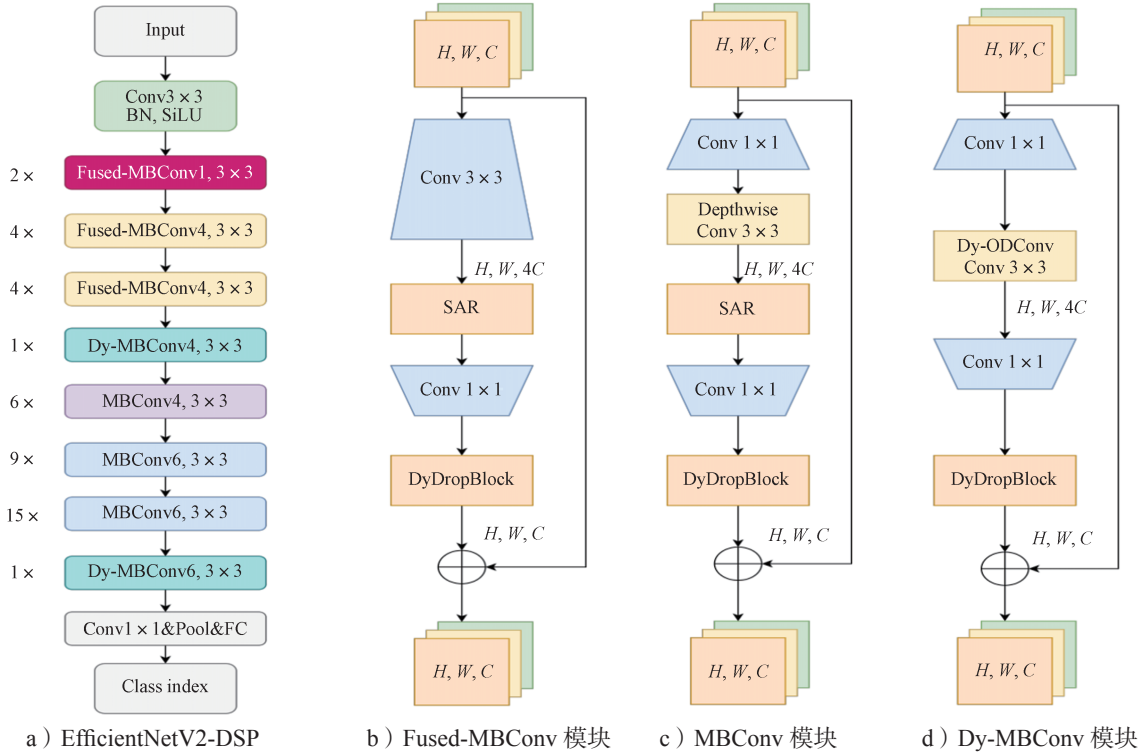 Input
Conv3 × 3
BN, SiLU
2 ×
Fused-MBConv1, 3 × 3
4 ×
Fused-MBConv4, 3 × 3
4 ×
Fused-MBConv4, 3 × 3
1 ×
Dy-MBConv4, 3 × 3
6 ×
MBConv4, 3 × 3
9 ×
MBConv6, 3 × 3
15 ×
MBConv6, 3 × 3
1 ×
Dy-MBConv6, 3 × 3
Conv1 × 1&Pool&FC
Class index
a）EfficientNetV2-DSP
H, W, C
Conv 3 × 3
H, W, 4C
SAR
Conv 1 × 1
DyDropBlock
H, W, C
H, W, C
b）Fused-MBConv 模块
H, W, C
Conv 1 × 1
Depthwise
Conv 3 × 3
H, W, 4C
SAR
Conv 1 × 1
DyDropBlock
H, W, C
H, W, C
c）MBConv 模块
H, W, C
Conv 1 × 1
Dy-ODConv
Conv 3 × 3
H, W, 4C
Conv 1 × 1
DyDropBlock
H, W, C
H, W, C
d）Dy-MBConv 模块